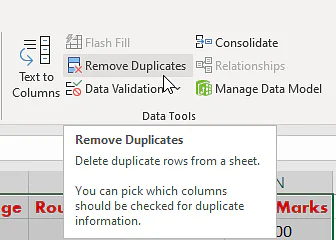 Flash Fill
Consolidate
Text to
Columns
Remove Duplicates
Relationships
Data Validation
Manage Data Model
Data Tools
Remove Duplicates
Delete duplicate rows from a sheet.
You can pick which columns
should be checked for duplicate
information.
N
ge Rou Marks
00